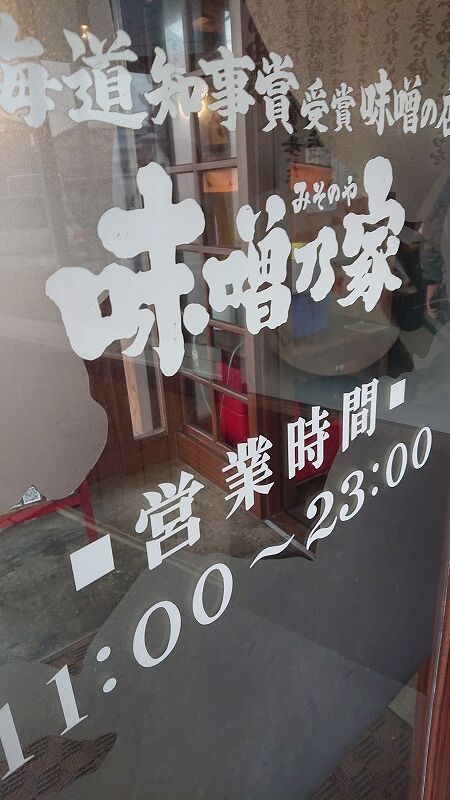 海道知事賞受賞味噌の店
みそのや
味噌乃家
■営業時間■
11:00～23:00